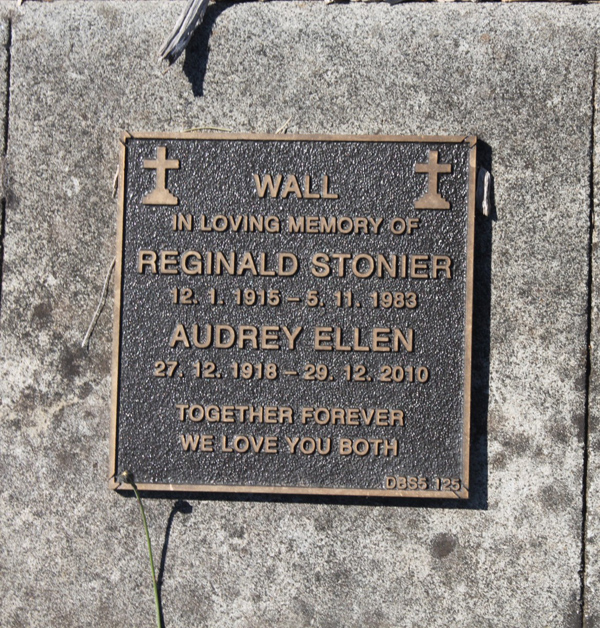 WALL
IN LOVING MEMORY OF
REGINALD STONIER
12. 1. 1915 – 5. 11. 1983
AUDREY ELLEN
27. 12. 1918 – 29. 12. 2010
TOGETHER FOREVER
WE LOVE YOU BOTH
DBS5 125